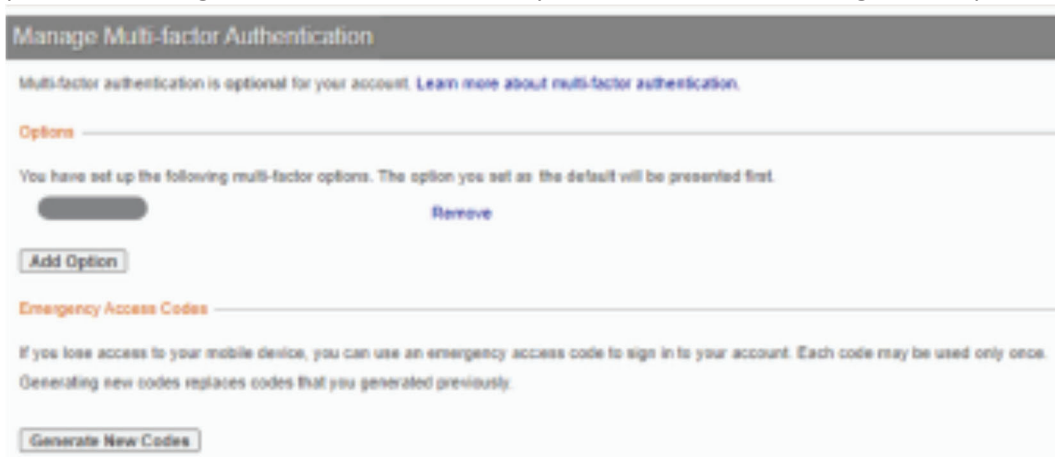 Manage Multi-factor Authentication
Multi-factor authentication is optional for your account. Learn more about multi-factor authentication.
Options
You have set up the following multi-factor options. The option you set as the default will be presented first.
Remove
Add Option
Emergency Access Codes
If you lose access to your mobile device, you can use an emergency access code to sign in to your account. Each code may be used only once.
Generating new codes replaces codes that you generated previously.
Generate New Codes